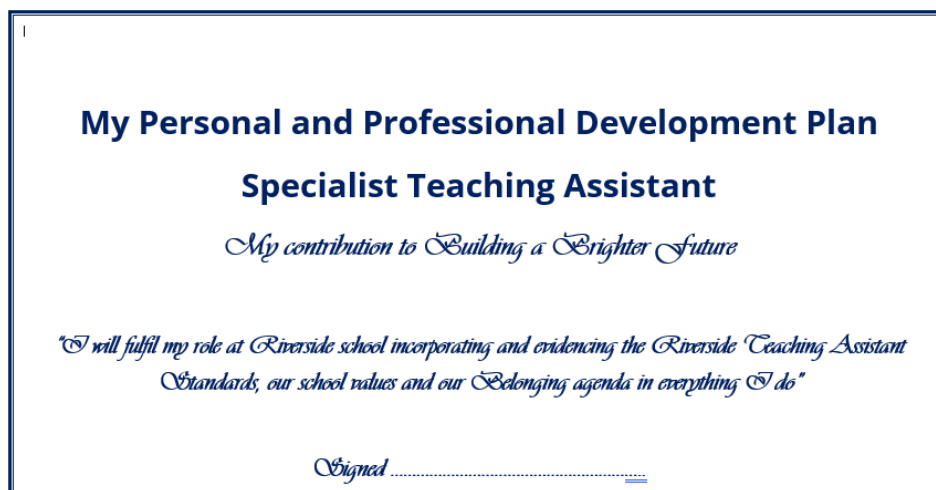 My Personal and Professional Development Plan
Specialist Teaching Assistant
My contribution to Building a Brighter Future
"I will fulfil my role at Riverside school incorporating and evidencing the Riverside Teaching Assistant
Standards, our school values and our Belonging agenda in everything I do"
Signed ............................................................